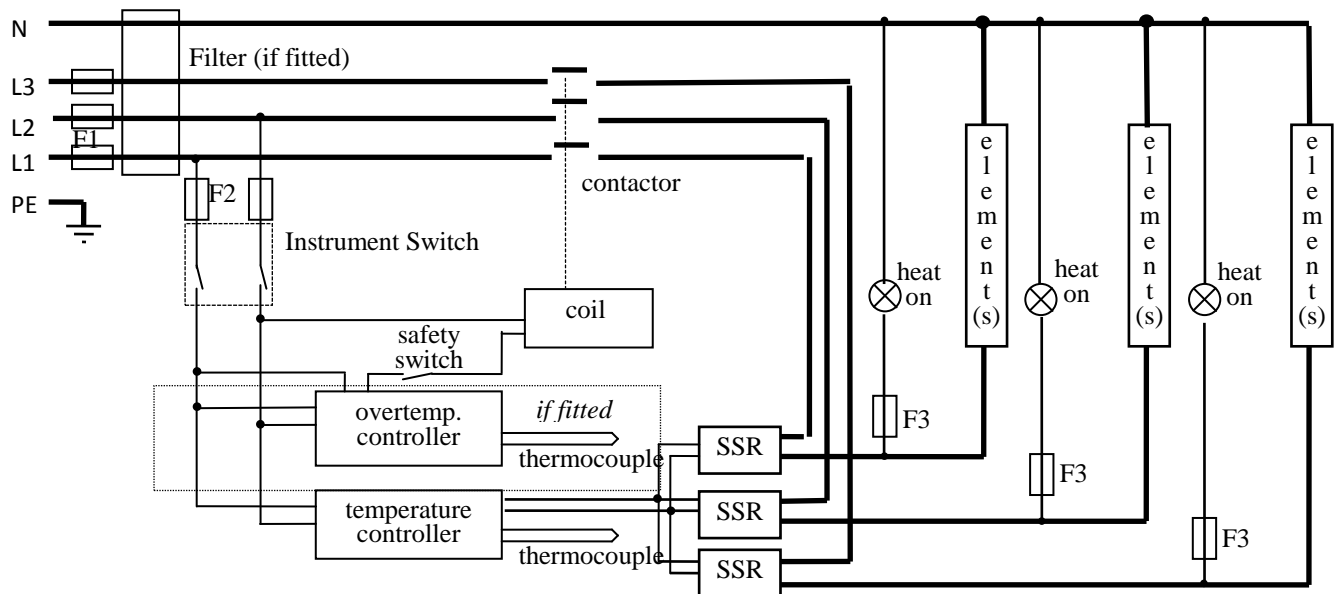 N
Filter (if fitted)
L3
L2
F1
L1
PE
F2
contactor
Instrument Switch
coil
safety
switch
overtemp.
controller
if fitted
thermocouple
temperature
controller
thermocouple
SSR
SSR
SSR
heat
on
F3
element(s)
heat
on
F3
element(s)
heat
on
F3
element(s)